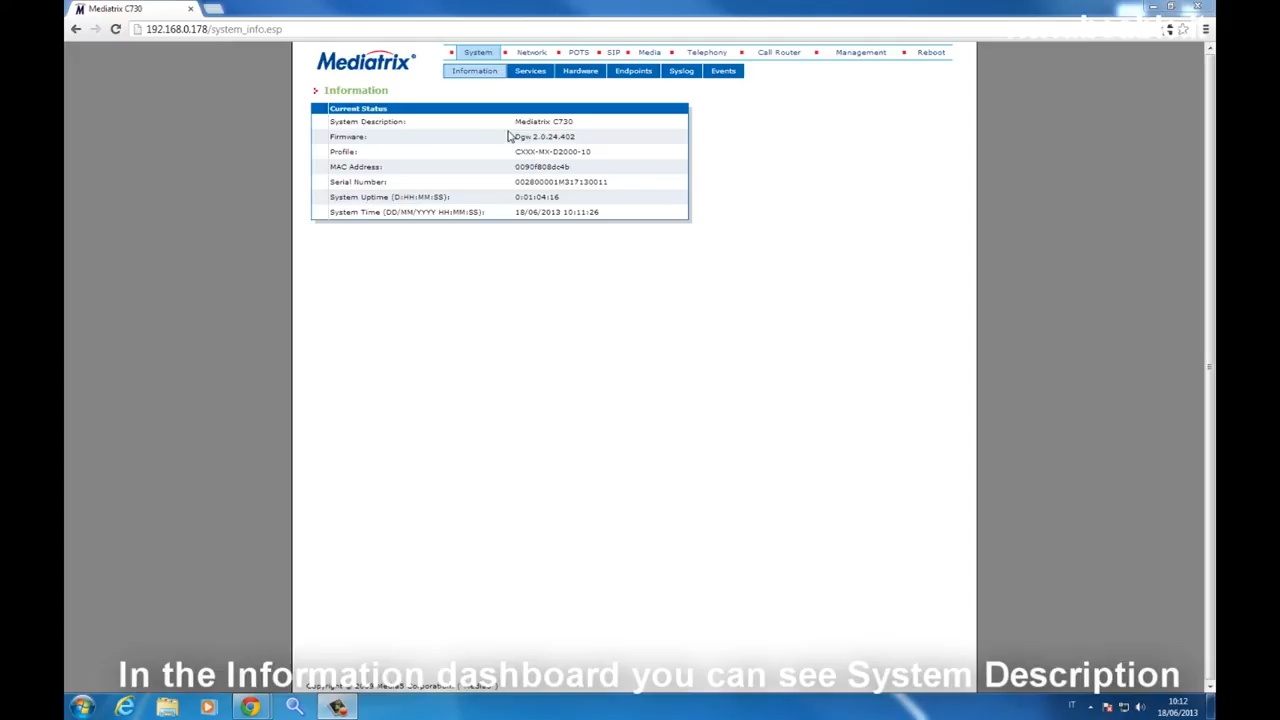 Mediatrix C730
192.168.0.178/system_info.esp
Mediatrix
System Network POTS SIP Media Telephony Call Router Management Reboot
Information Services Hardware Endpoints Syslog Events
Information
Current Status
System Description: Mediatrix C730
Firmware: Dgw 2.0.24.402
Profile: CXXX-MX-D2000-10
MAC Address: 0090f808dc4b
Serial Number: 002800001M317130011
System Uptime (D:HH:MM:SS): 0:01:04:16
System Time (DD/MM/YYYY HH:MM:SS): 18/06/2013 10:11:26
In the Information dashboard you can see System Description
IT
10:12
18/06/2013